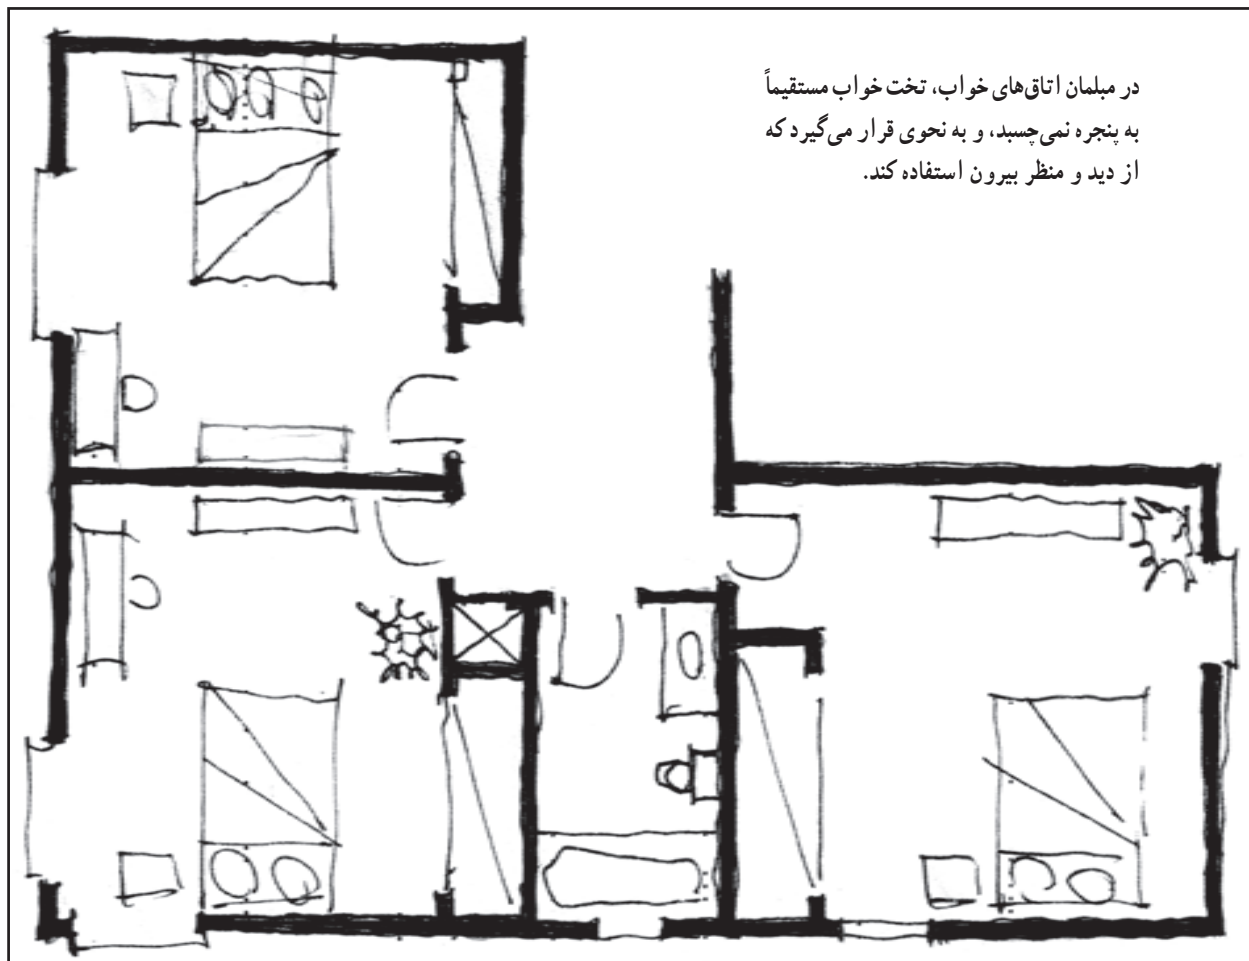 در مبلمان اتاق‌های خواب، تخت خواب مستقیماً
به پنجره نمی‌چسبد، و به نحوی قرار می‌گیرد که
از دید و منظر بیرون استفاده کند.